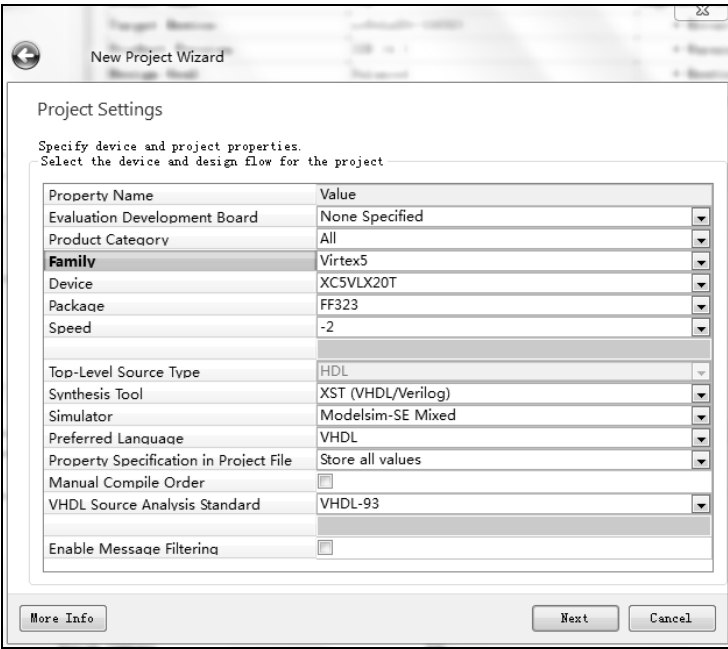 New Project Wizard
Project Settings
Specify device and project properties.
Select the device and design flow for the project
Property Name Value
Evaluation Development Board None Specified
Product Category All
Family Virtex5
Device XC5VLX20T
Package FF323
Speed -2
Top-Level Source Type HDL
Synthesis Tool XST (VHDL/Verilog)
Simulator Modelsim-SE Mixed
Preferred Language VHDL
Property Specification in Project File Store all values
Manual Compile Order
VHDL Source Analysis Standard VHDL-93
Enable Message Filtering
More Info Next Cancel